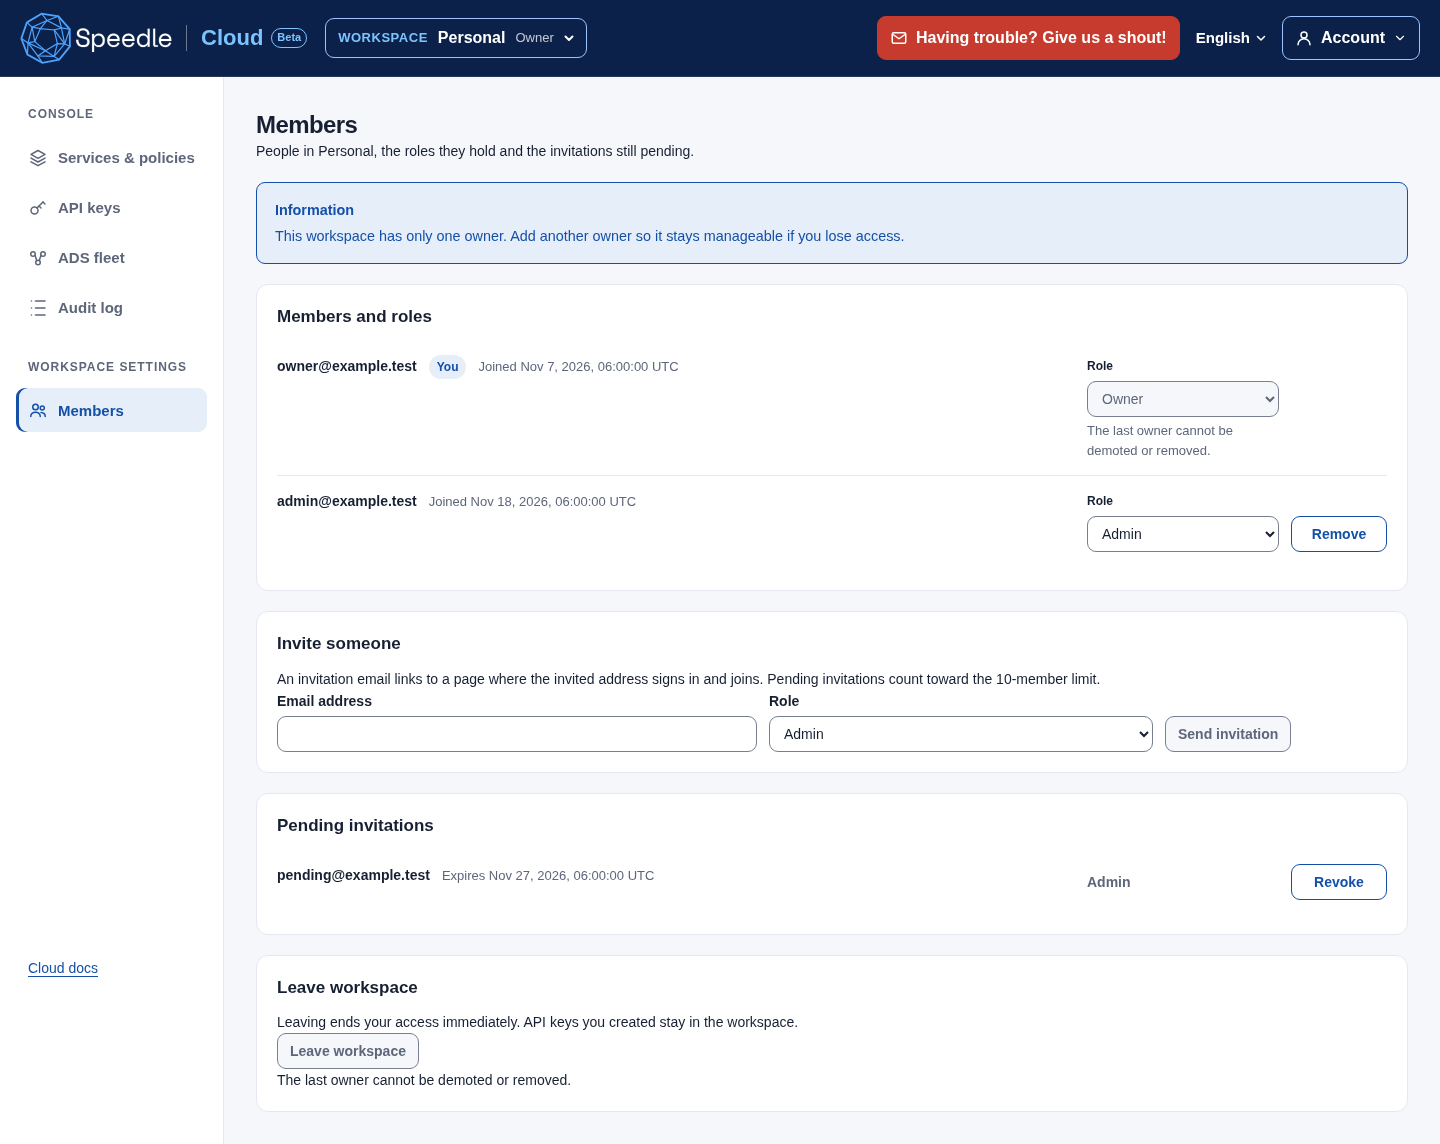 Speedle Cloud Beta WORKSPACE Personal Owner Having trouble? Give us a shout! English Account
CONSOLE
Services & policies
API keys
ADS fleet
Audit log
WORKSPACE SETTINGS
Members
Cloud docs
Members
People in Personal, the roles they hold and the invitations still pending.
Information
This workspace has only one owner. Add another owner so it stays manageable if you lose access.
Members and roles
owner@example.test You Joined Nov 7, 2026, 06:00:00 UTC
Role
Owner
The last owner cannot be
demoted or removed.
admin@example.test Joined Nov 18, 2026, 06:00:00 UTC
Role
Admin Remove
Invite someone
An invitation email links to a page where the invited address signs in and joins. Pending invitations count toward the 10-member limit.
Email address Role
Admin Send invitation
Pending invitations
pending@example.test Expires Nov 27, 2026, 06:00:00 UTC Admin Revoke
Leave workspace
Leaving ends your access immediately. API keys you created stay in the workspace.
Leave workspace
The last owner cannot be demoted or removed.